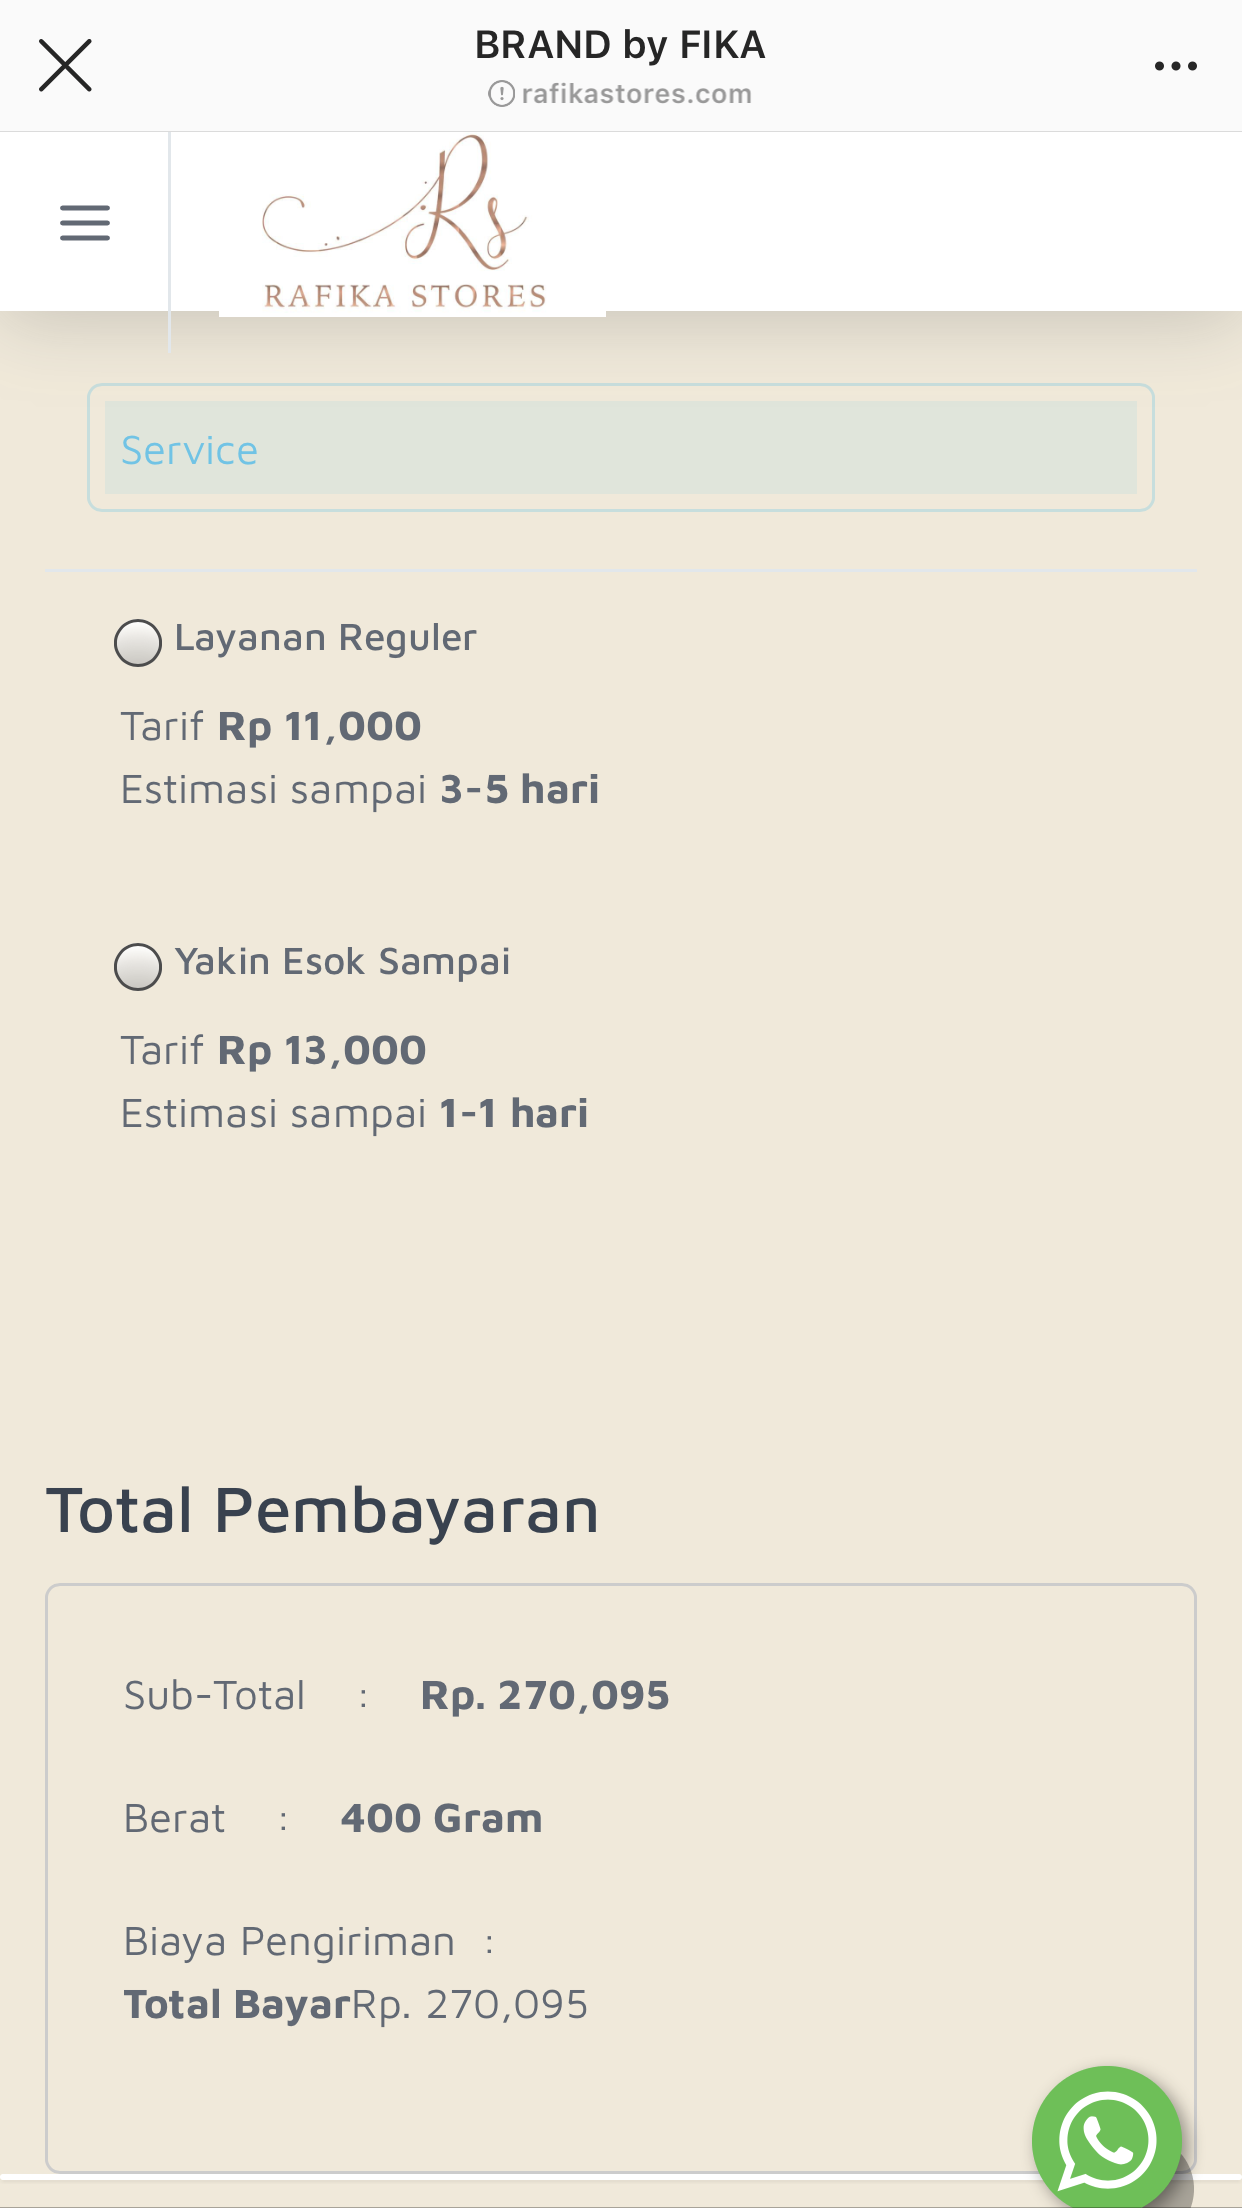 BRAND by FIKA
rafikastores.com
Rs
RAFIKA STORES
Service
Layanan Reguler
Tarif Rp 11,000
Estimasi sampai 3-5 hari
Yakin Esok Sampai
Tarif Rp 13,000
Estimasi sampai 1-1 hari
Total Pembayaran
Sub-Total : Rp. 270,095
Berat : 400 Gram
Biaya Pengiriman :
Total BayarRp. 270,095